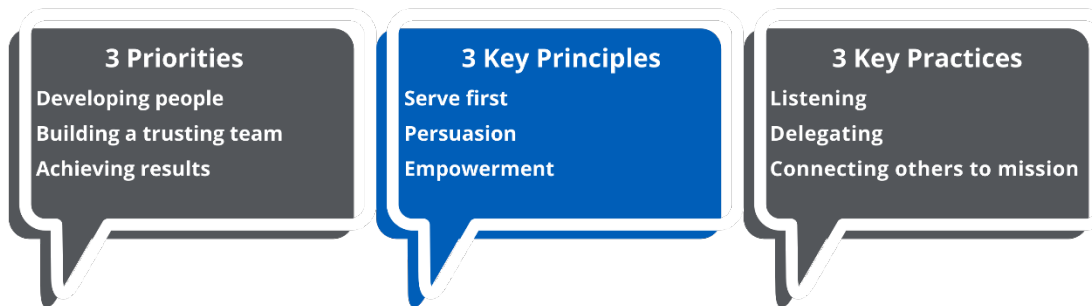 3 Priorities
Developing people
Building a trusting team
Achieving results
3 Key Principles
Serve first
Persuasion
Empowerment
3 Key Practices
Listening
Delegating
Connecting others to mission